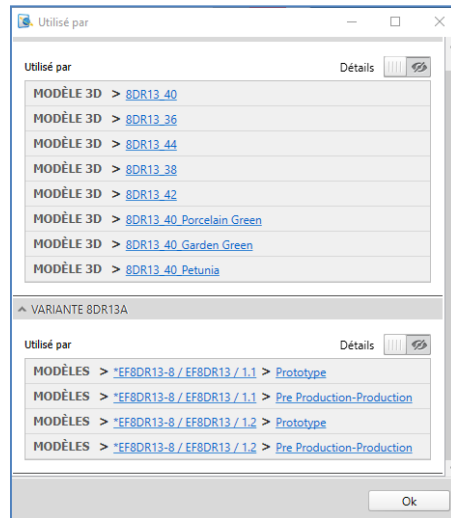 Utilisé par
Utilisé par Détails
MODÈLE 3D > 8DR13_40
MODÈLE 3D > 8DR13_36
MODÈLE 3D > 8DR13_44
MODÈLE 3D > 8DR13_38
MODÈLE 3D > 8DR13_42
MODÈLE 3D > 8DR13_40_Porcelain Green
MODÈLE 3D > 8DR13_40_Garden Green
MODÈLE 3D > 8DR13_40_Petunia
VARIANTE 8DR13A
Utilisé par Détails
MODÈLES > *EF8DR13-8 / EF8DR13 / 1.1 > Prototype
MODÈLES > *EF8DR13-8 / EF8DR13 / 1.1 > Pre Production-Production
MODÈLES > *EF8DR13-8 / EF8DR13 / 1.2 > Prototype
MODÈLES > *EF8DR13-8 / EF8DR13 / 1.2 > Pre Production-Production
Ok